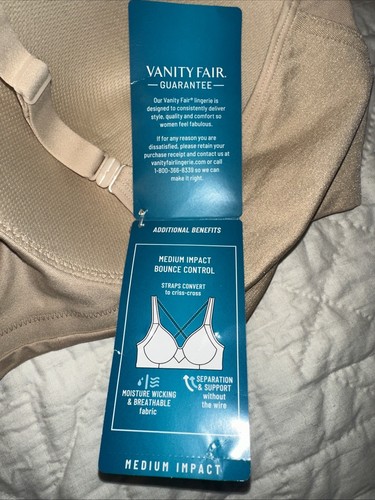 VANITY FAIR®
GUARANTEE
Our Vanity Fair® lingerie is
designed to consistently deliver
style, quality and comfort so
women feel fabulous.
If for any reason you are
dissatisfied, please retain your
purchase receipt and contact us at
vanityfairlingerie.com or call
1-800-366-8339 so we can
make it right.
ADDITIONAL BENEFITS
MEDIUM IMPACT
BOUNCE CONTROL
STRAPS CONVERT
to criss-cross
MOISTURE WICKING
& BREATHABLE
fabric
SEPARATION
& SUPPORT
without
the wire
MEDIUM IMPACT